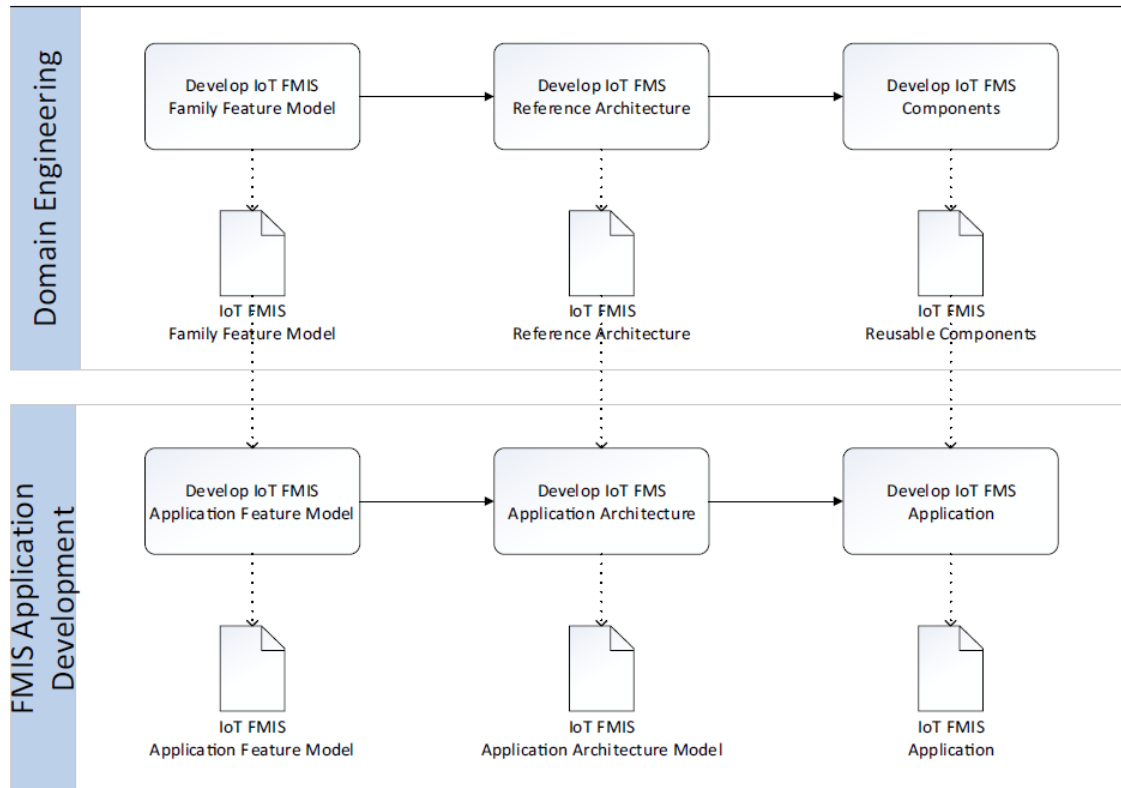 Domain Engineering
Develop IoT FMIS
Family Feature Model
Develop IoT FMS
Reference Architecture
Develop IoT FMS
Components
IoT FMIS
Family Feature Model
IoT FMIS
Reference Architecture
IoT FMIS
Reusable Components
FMIS Application
Development
Develop IoT FMIS
Application Feature Model
Develop IoT FMS
Application Architecture
Develop IoT FMS
Application
IoT FMIS
Application Feature Model
IoT FMIS
Application Architecture Model
IoT FMIS
Application